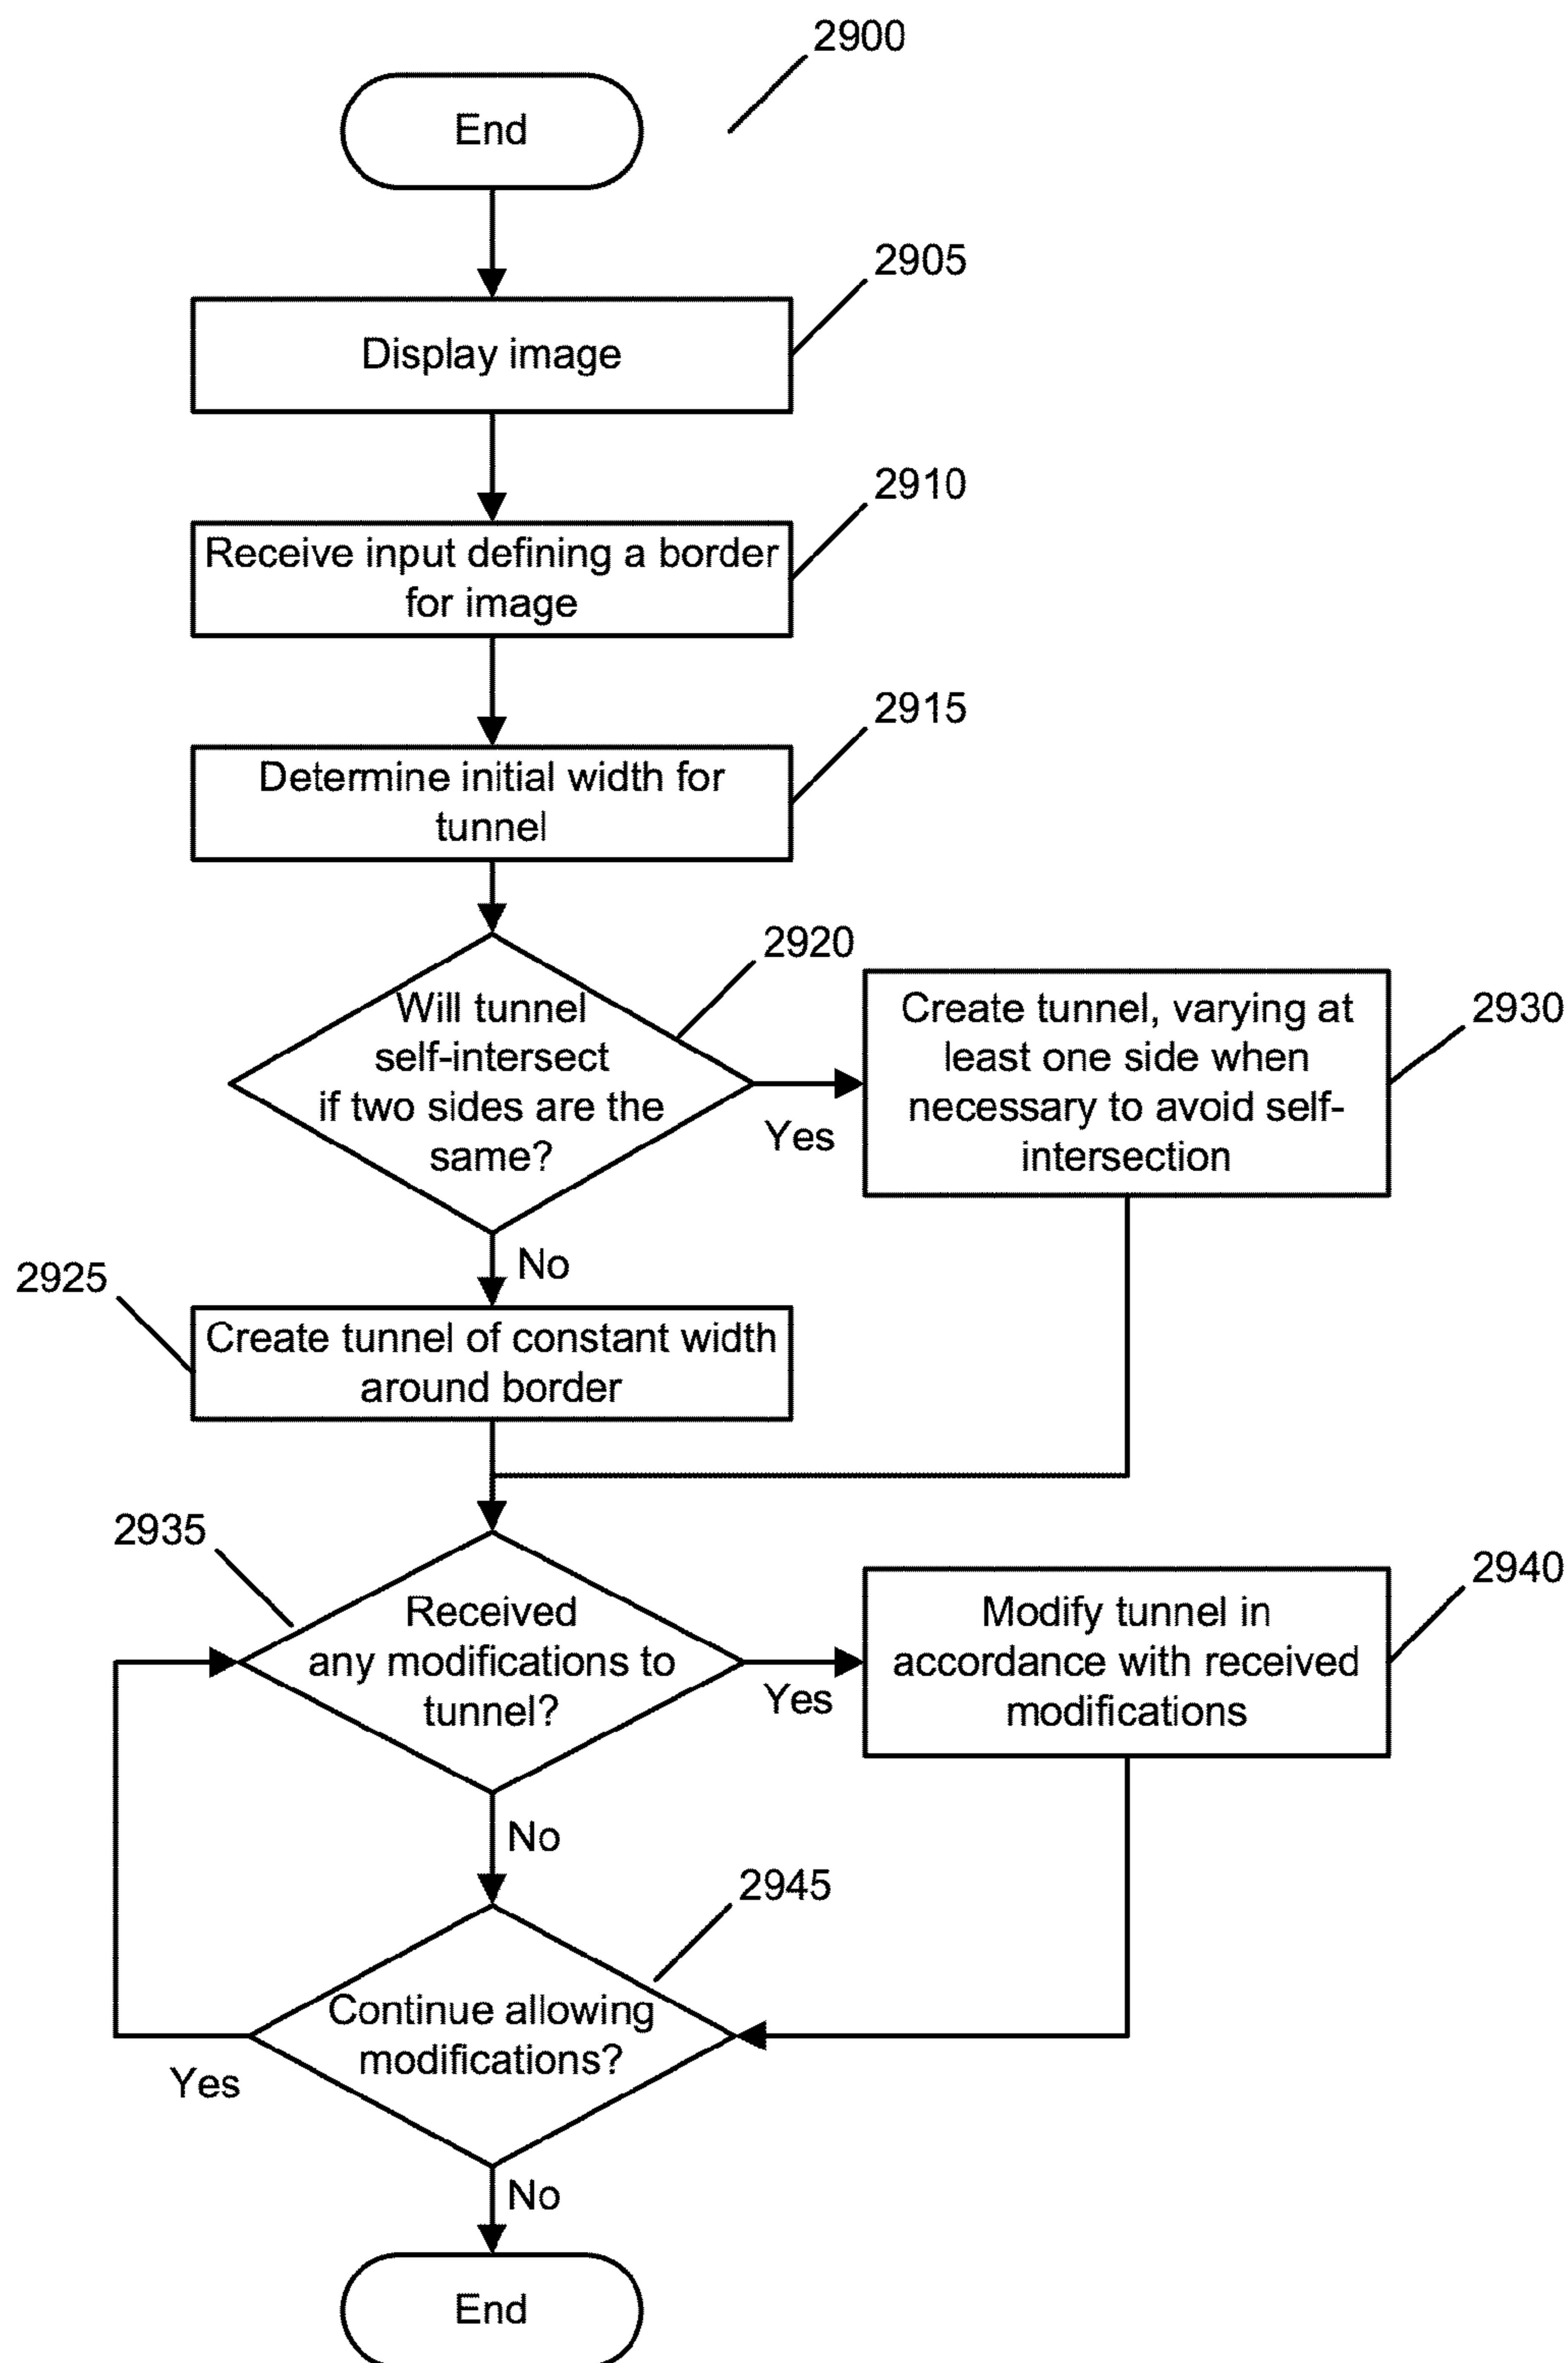 2900
End
2905
Display image
2910
Receive input defining a border
for image
2915
Determine initial width for
tunnel
2920
Will tunnel
self-intersect
if two sides are the
same?
Yes
2930
Create tunnel, varying at
least one side when
necessary to avoid self-
intersection
No
2925
Create tunnel of constant width
around border
2935
Received
any modifications to
tunnel?
Yes
2940
Modify tunnel in
accordance with received
modifications
No
2945
Continue allowing
modifications?
Yes
No
End